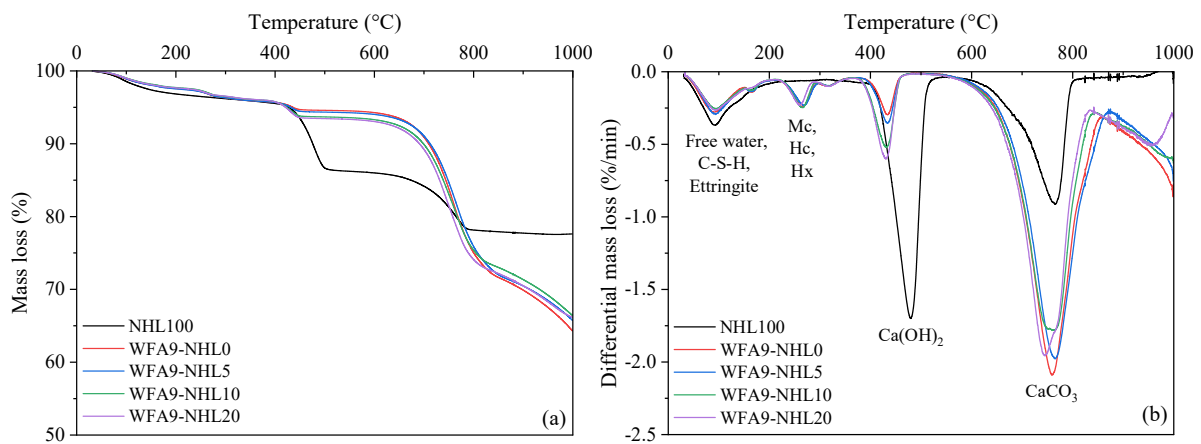 Temperature (°C)
0 200 400 600 800 1000
100
90
80
70
60
50
Mass loss (%)
NHL100
WFA9-NHL0
WFA9-NHL5
WFA9-NHL10
WFA9-NHL20
(a)
Temperature (°C)
0 200 400 600 800 1000
0.0
-0.5
-1.0
-1.5
-2.0
-2.5
Differential mass loss (%/min)
Free water,
C-S-H,
Ettringite
Mc,
Hc,
Hx
Ca(OH)₂
CaCO₃
NHL100
WFA9-NHL0
WFA9-NHL5
WFA9-NHL10
WFA9-NHL20
(b)